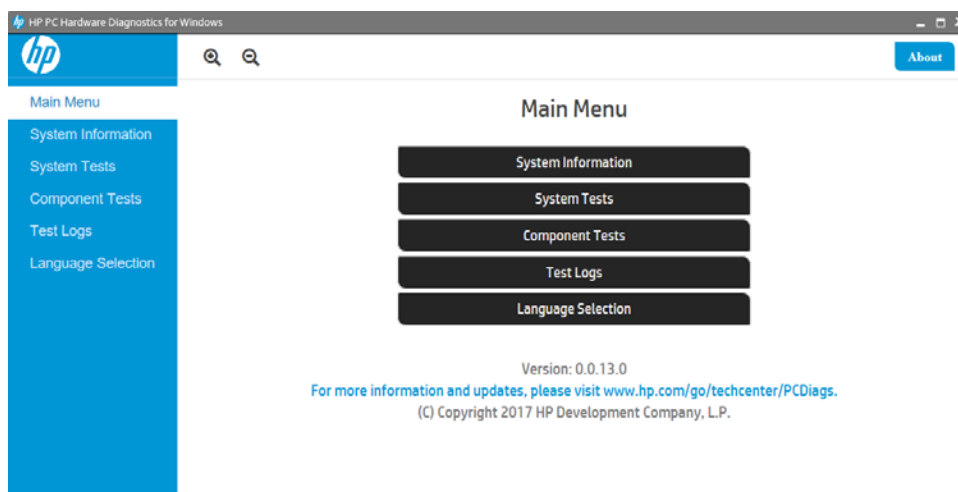 HP PC Hardware Diagnostics for Windows
hp
About
Main Menu
System Information
System Tests
Component Tests
Test Logs
Language Selection
Main Menu
System Information
System Tests
Component Tests
Test Logs
Language Selection
Version: 0.0.13.0
For more information and updates, please visit www.hp.com/go/techcenter/PCDiags.
(C) Copyright 2017 HP Development Company, L.P.